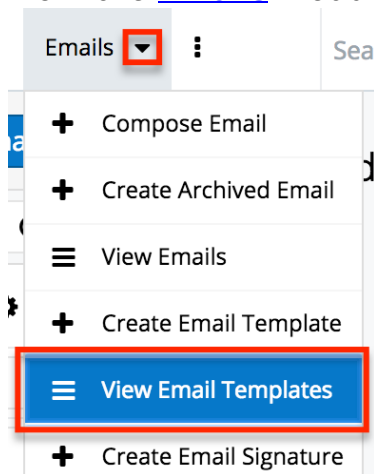 Emails
Sea
Compose Email
Create Archived Email
View Emails
Create Email Template
View Email Templates
Create Email Signature